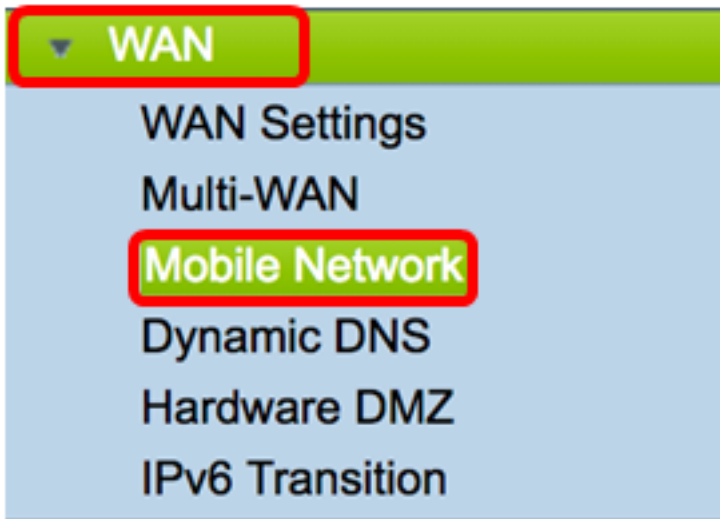 WAN
WAN Settings
Multi-WAN
Mobile Network
Dynamic DNS
Hardware DMZ
IPv6 Transition